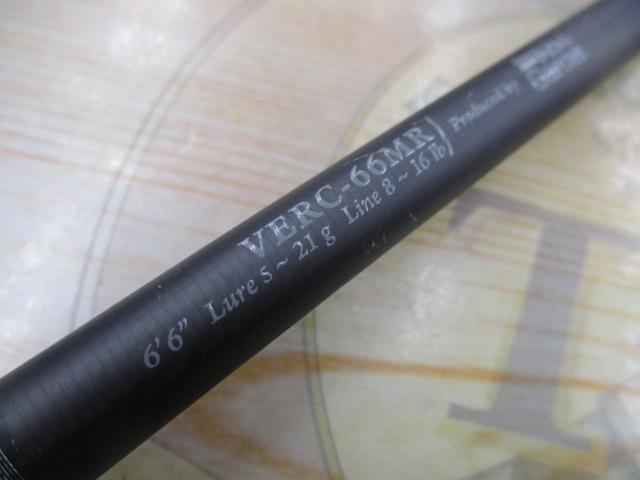 VERC-66MR
6'6" Lure 5 ~ 21 g Line 8 ~ 16 lb
Produced by
T